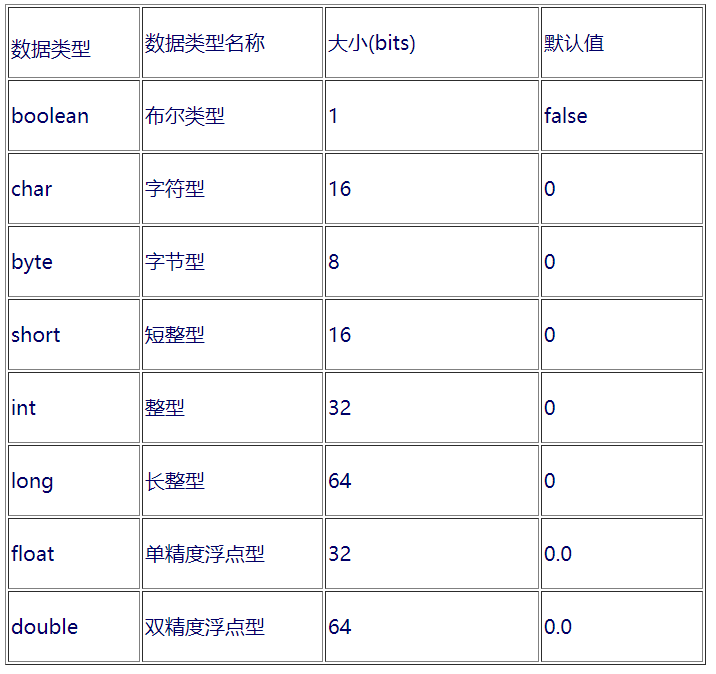 数据类型 数据类型名称 大小(bits) 默认值
boolean 布尔类型 1 false
char 字符型 16 0
byte 字节型 8 0
short 短整型 16 0
int 整型 32 0
long 长整型 64 0
float 单精度浮点型 32 0.0
double 双精度浮点型 64 0.0